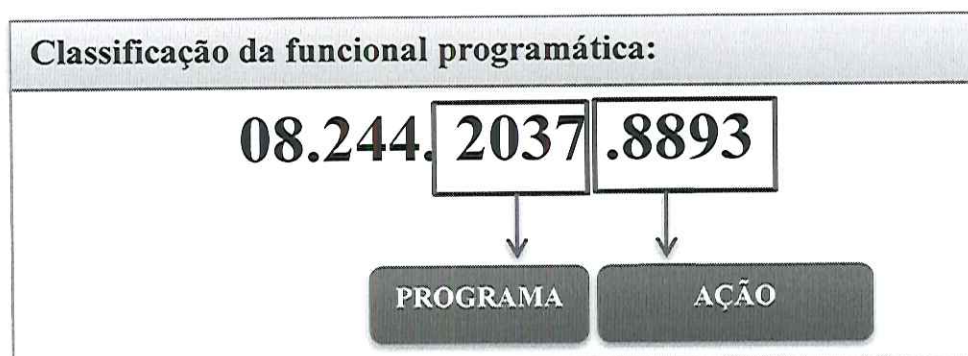 Classificação da funcional programática:
08.244. 2037 .8893
PROGRAMA AÇÃO